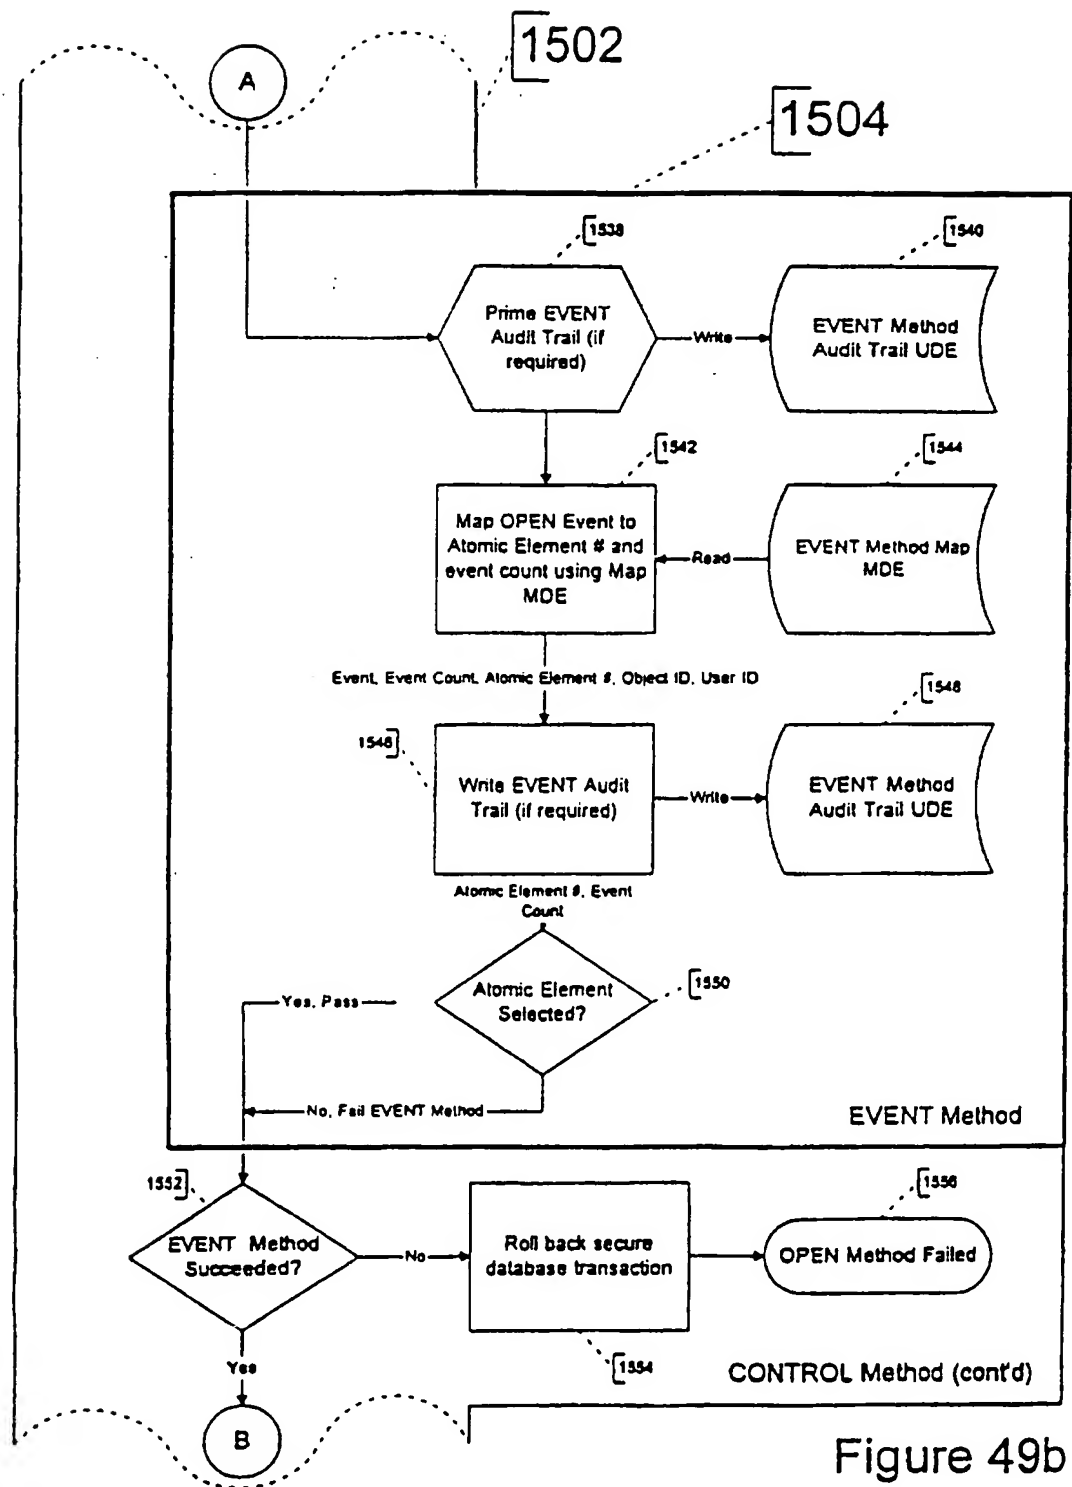 1502
A
1504
1538
1540
Prime EVENT
Audit Trail (if
required)
Write
EVENT Method
Audit Trail UDE
1542
1544
Map OPEN Event to
Atomic Element # and
event count using Map
MDE
Read
EVENT Method Map
MDE
Event, Event Count, Atomic Element #, Object ID, User ID
1548
1546
Write EVENT Audit
Trail (if required)
Write
EVENT Method
Audit Trail UDE
Atomic Element #, Event
Count
1550
Atomic Element
Selected?
Yes, Pass
No, Fail EVENT Method
EVENT Method
1552
1556
EVENT Method
Succeeded?
No
Roll back secure
database transaction
OPEN Method Failed
Yes
1554
CONTROL Method (cont'd)
B
Figure 49b